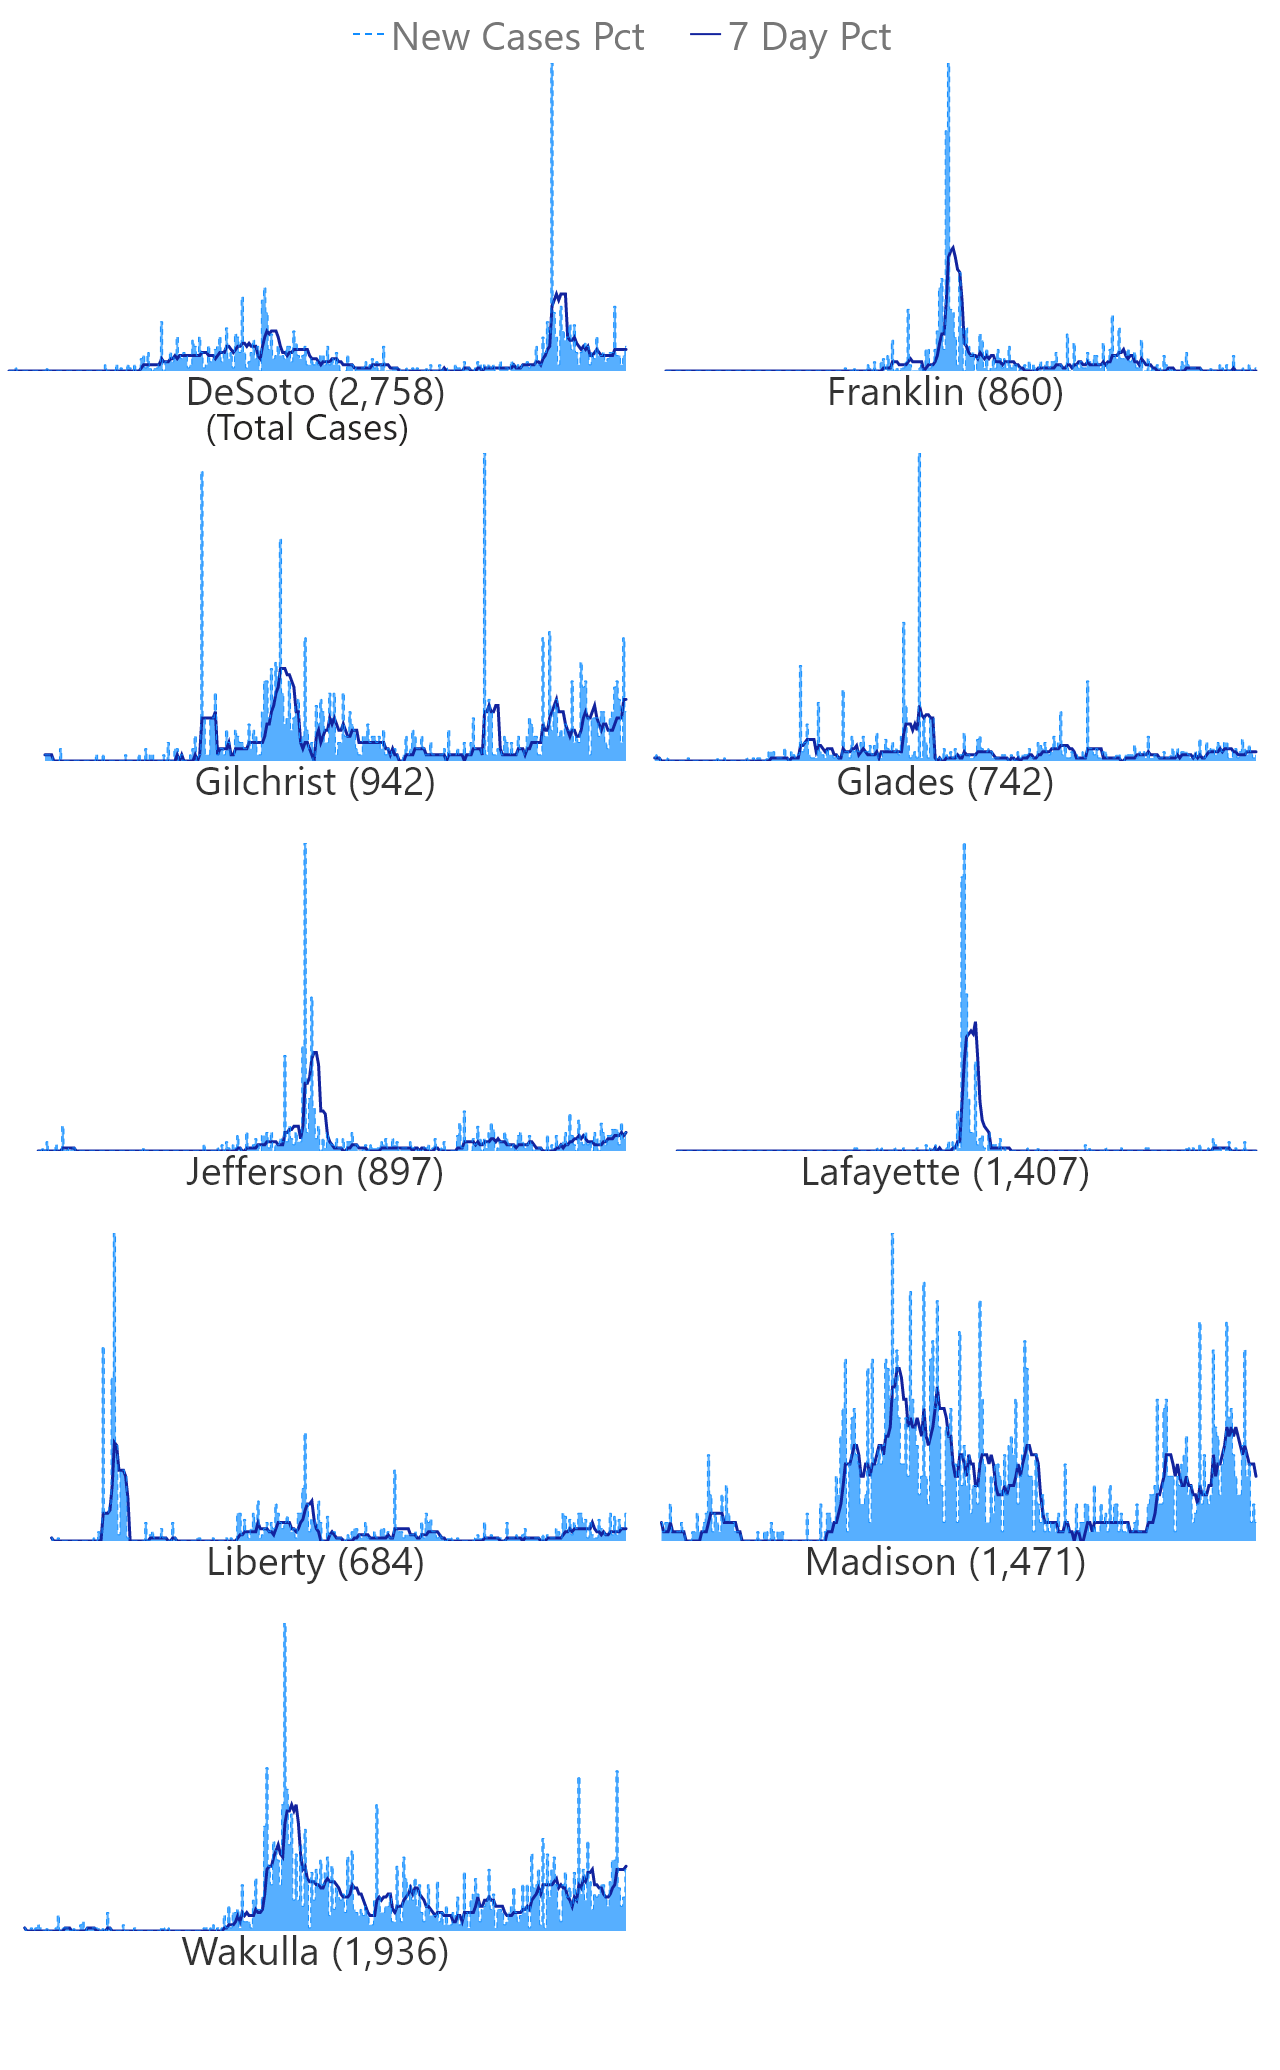 New Cases Pct 7 Day Pct
DeSoto (2,758) Franklin (860)
(Total Cases)
Gilchrist (942) Glades (742)
Jefferson (897) Lafayette (1,407)
Liberty (684) Madison (1,471)
Wakulla (1,936)